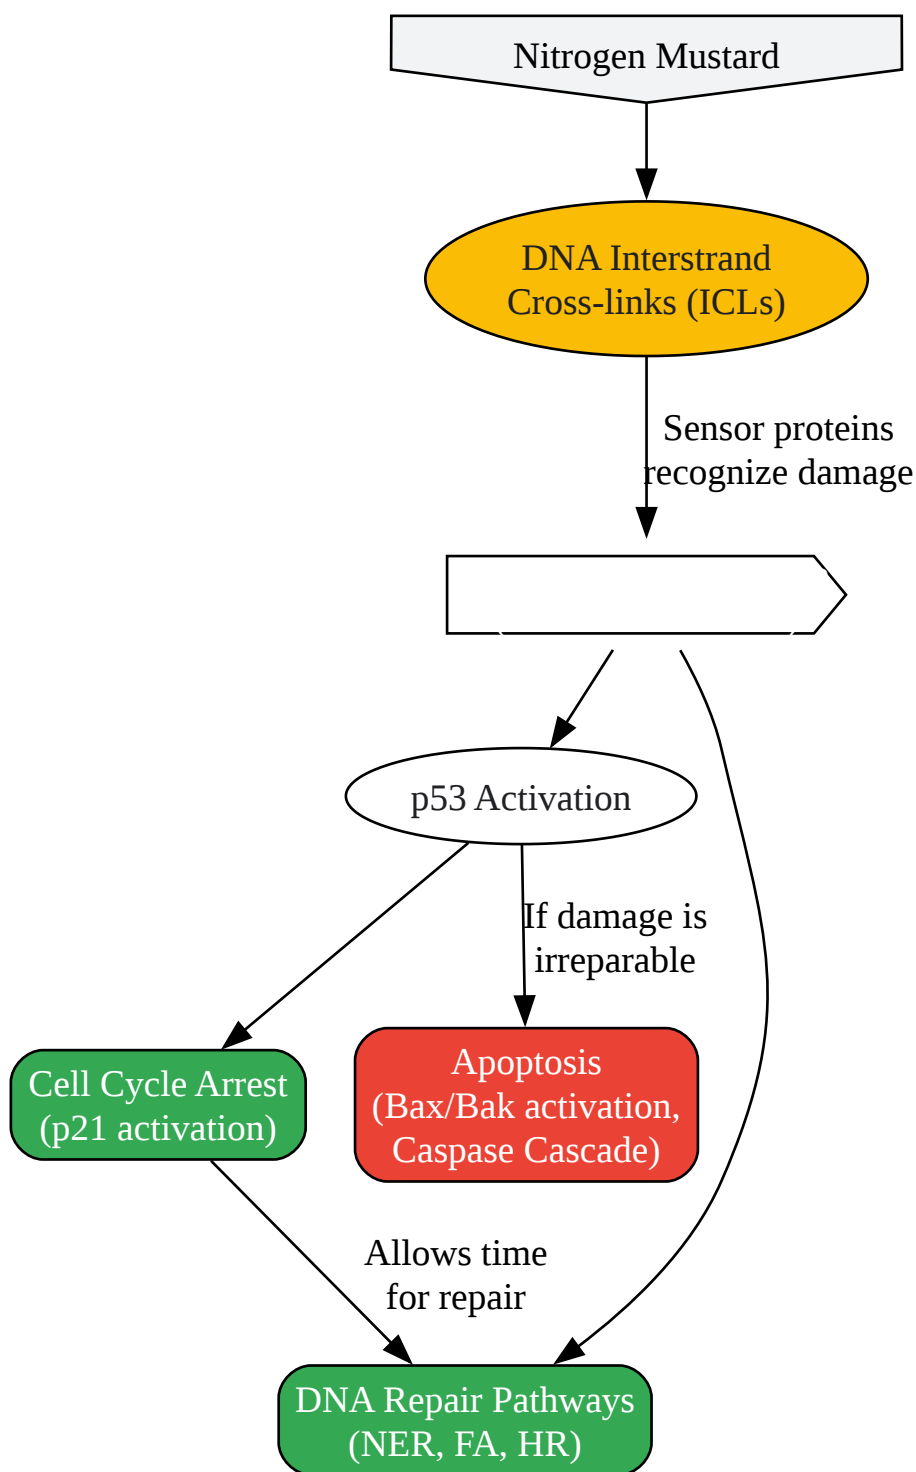 Nitrogen Mustard
DNA Interstrand
Cross-links (ICLs)
Sensor proteins
recognize damage
p53 Activation
If damage is
irreparable
Cell Cycle Arrest
(p21 activation)
Apoptosis
(Bax/Bak activation,
Caspase Cascade)
Allows time
for repair
DNA Repair Pathways
(NER, FA, HR)